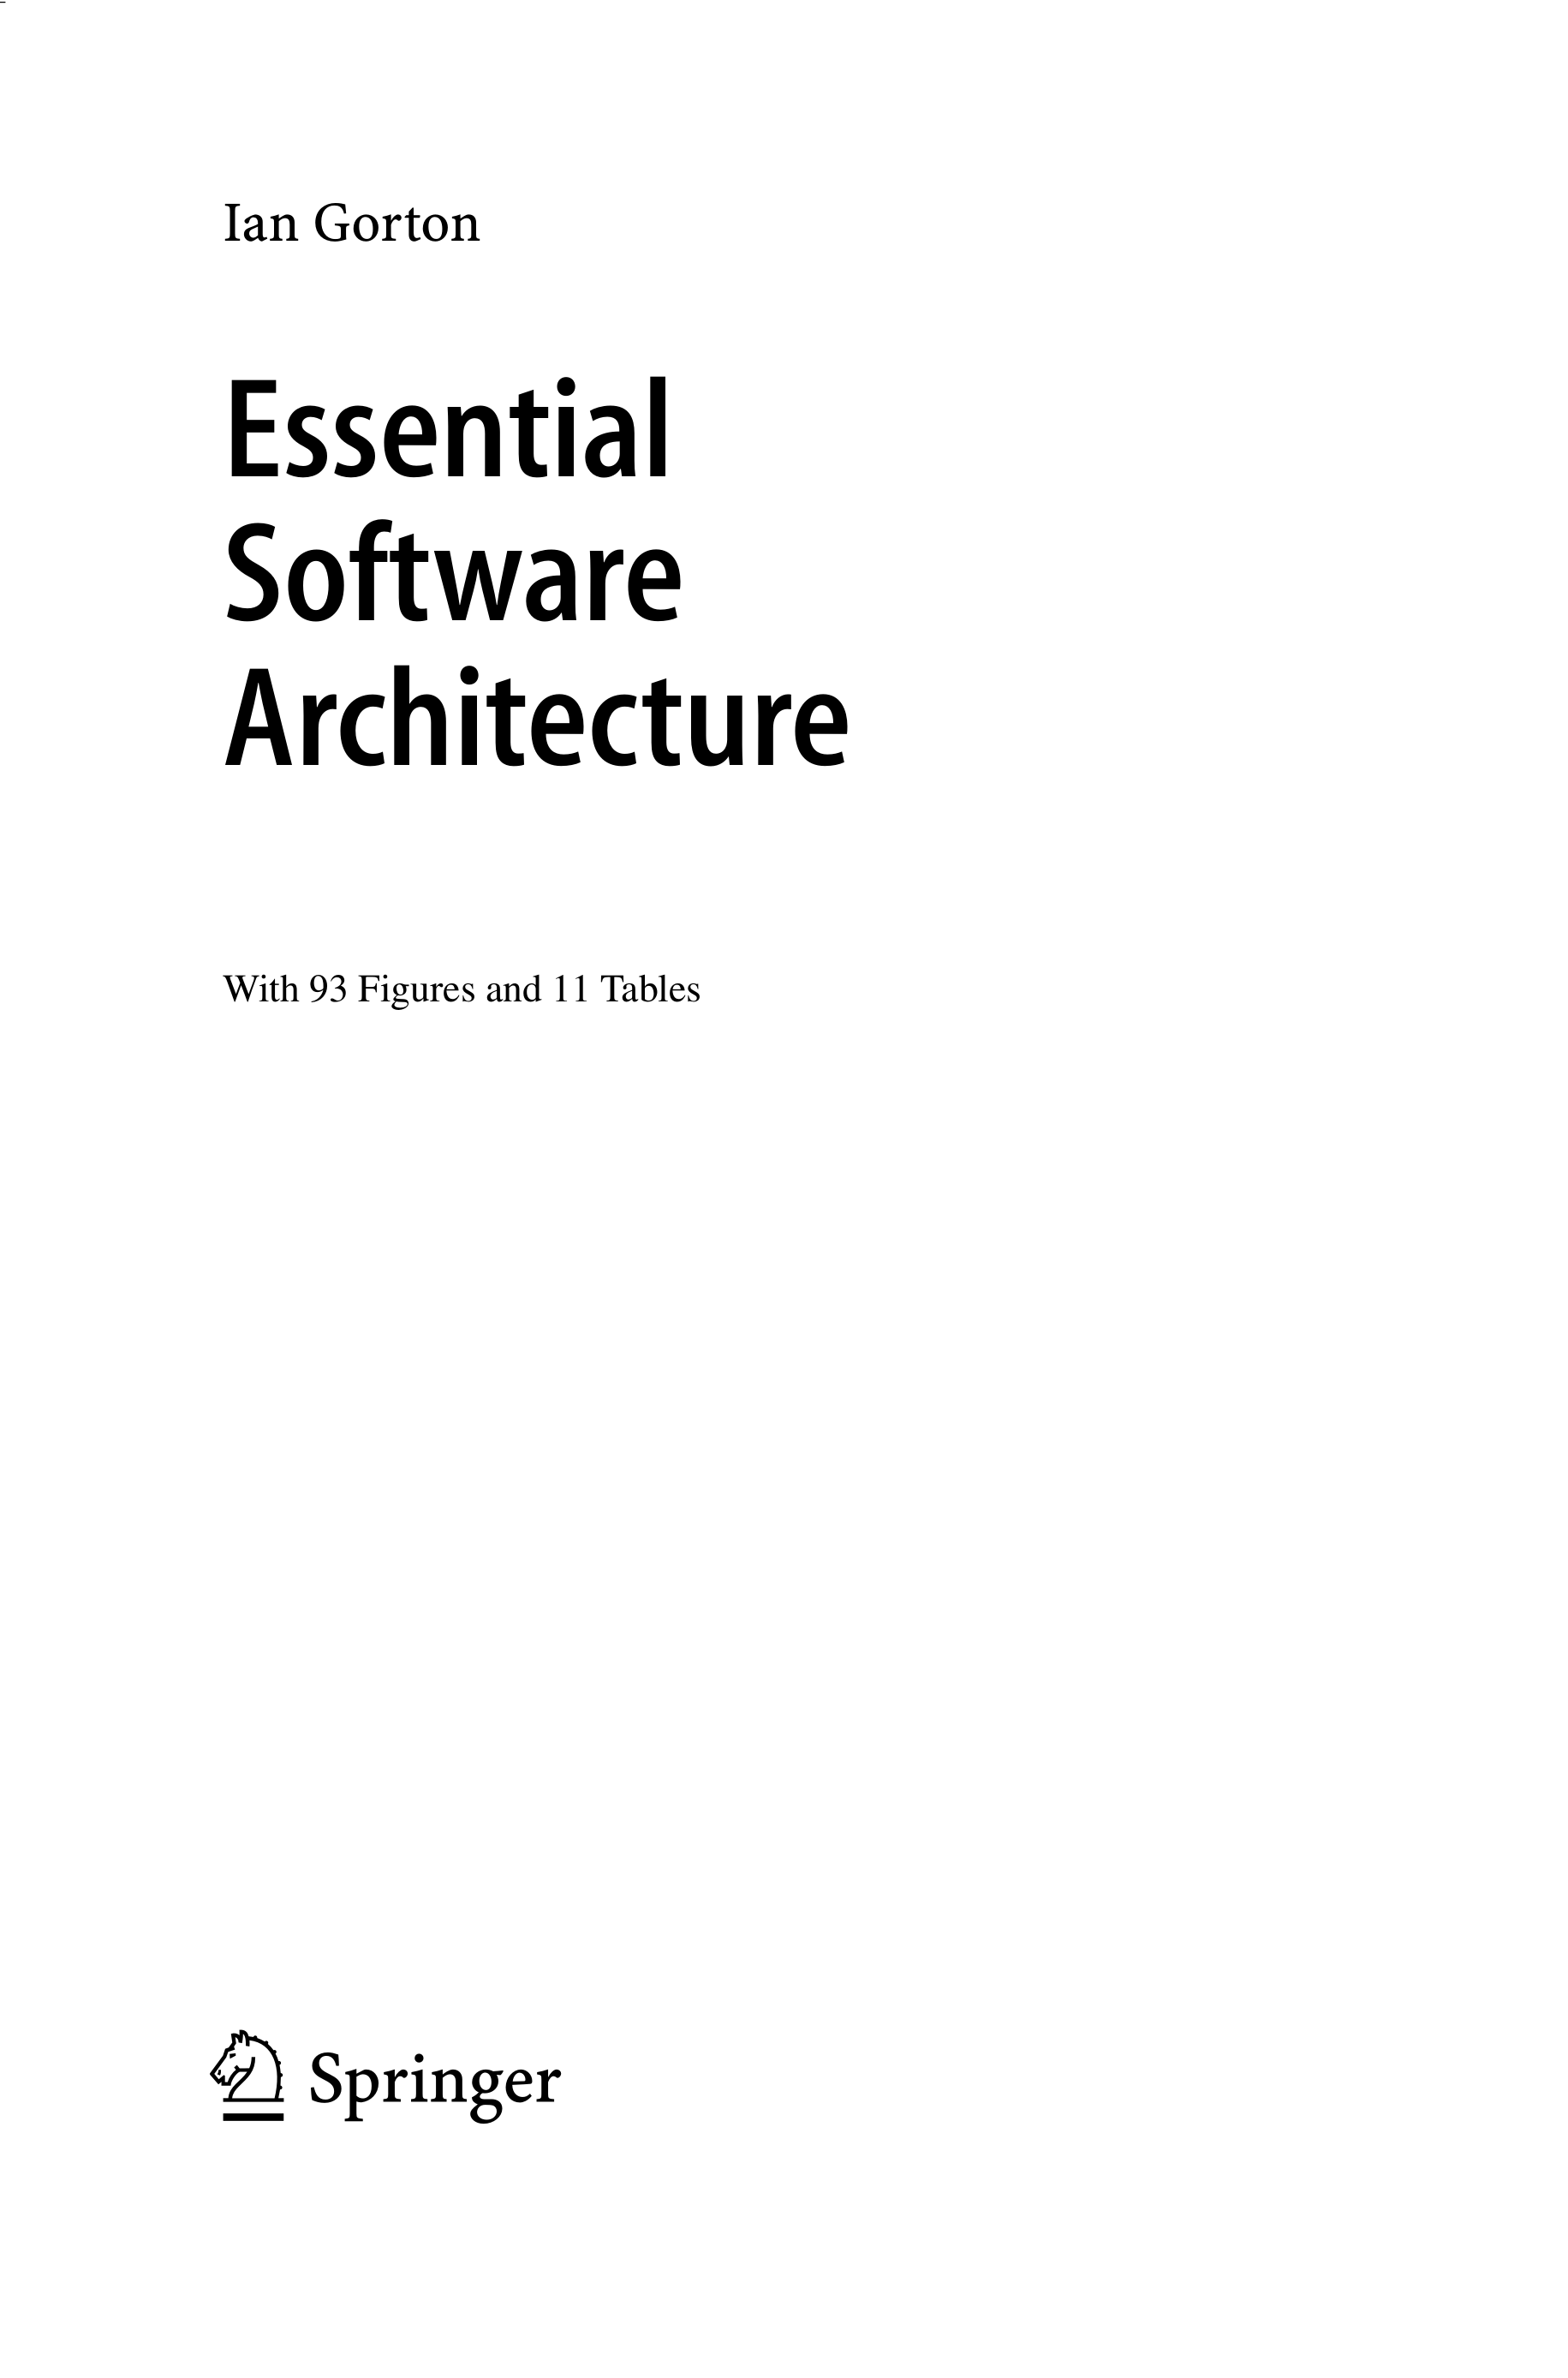 Ian Gorton
Essential
Software
Architecture
With 93 Figures and 11 Tables
Springer